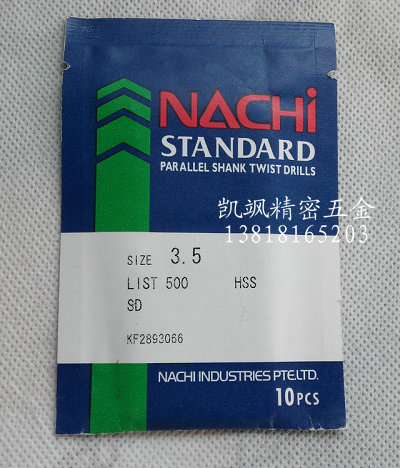 NACHi
STANDARD
PARALLEL SHANK TWIST DRILLS
凯飒精密五金
13818165203
SIZE 3.5
LIST 500 HSS
SD
KF2893066
NACHI INDUSTRIES PTE.LTD.
10PCS